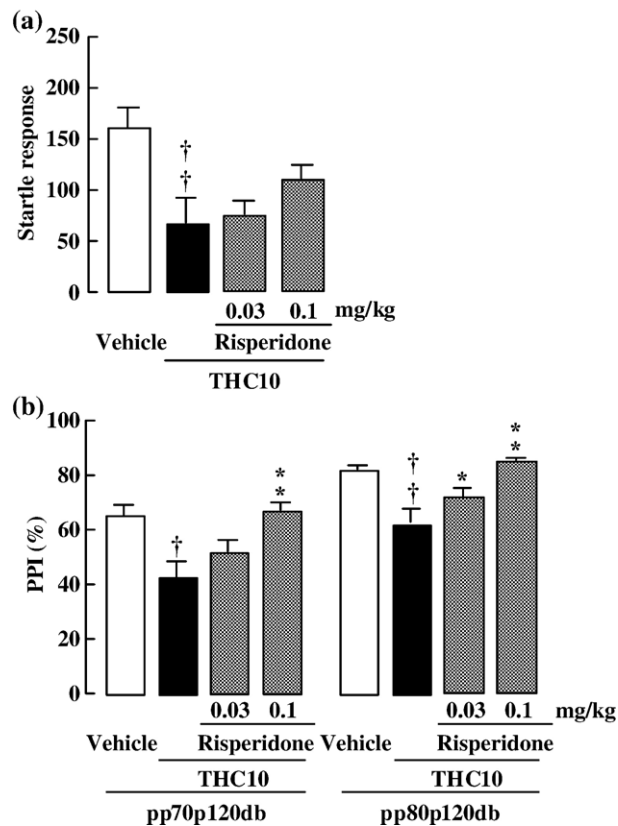 (a)
250
200
150
100
50
0
Startle response
†
†
0.03 0.1 mg/kg
Vehicle Risperidone
THC10
(b)
100
80
60
40
20
0
PPI (%)
†
*
*
†
†
*
*
*
0.03 0.1 0.03 0.1 mg/kg
Vehicle Risperidone Vehicle Risperidone
THC10 THC10
pp70p120db pp80p120db